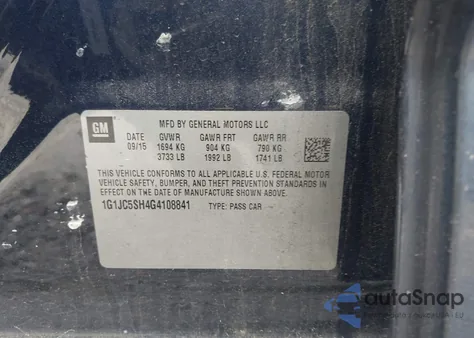 GM
MFD BY GENERAL MOTORS LLC
DATE GVWR GAWR FRT GAWR RR
09/15 1694 KG 904 KG 790 KG
3733 LB 1992 LB 1741 LB
THIS VEHICLE CONFORMS TO ALL APPLICABLE U.S. FEDERAL MOTOR
VEHICLE SAFETY, BUMPER, AND THEFT PREVENTION STANDARDS IN
EFFECT ON THE DATE OF MANUFACTURE SHOWN ABOVE.
1G1JC5SH4G4108841 TYPE: PASS CAR
autoSnap